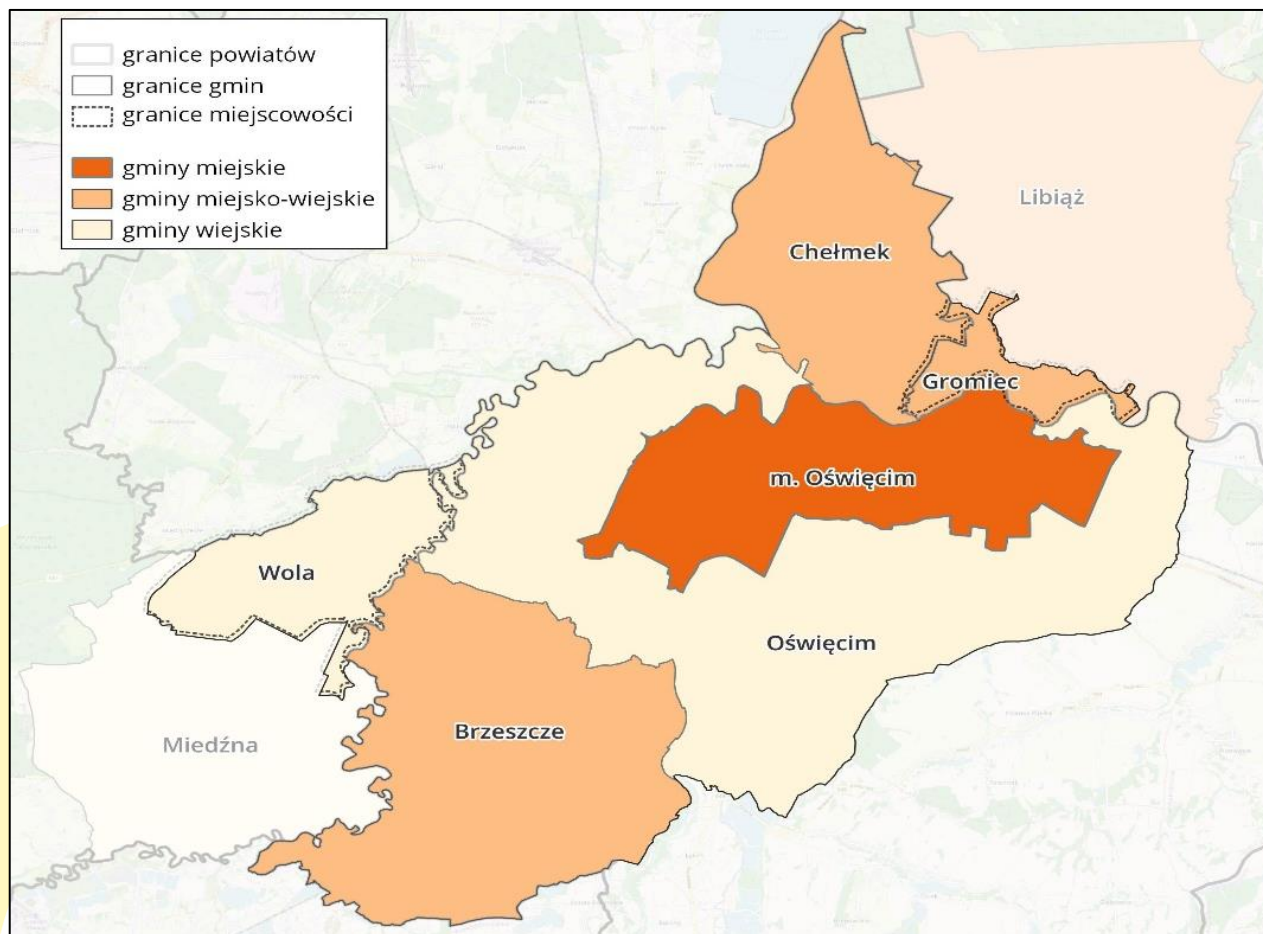 granice powiatów
granice gmin
granice miejscowości
gminy miejskie
gminy miejsko-wiejskie
gminy wiejskie
Libiąż
Chełmek
Gromiec
m. Oświęcim
Wola
Oświęcim
Brzeszcze
Miedźna